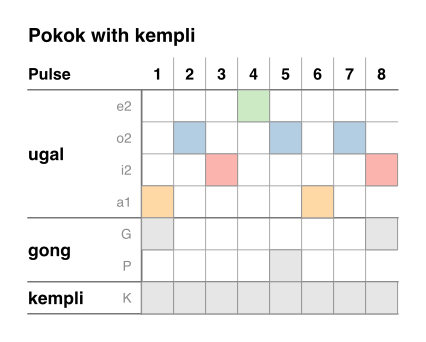 Pokok with kempli
Pulse 1 2 3 4 5 6 7 8
e2
o2
ugal
i2
a1
G
gong
P
kempli K